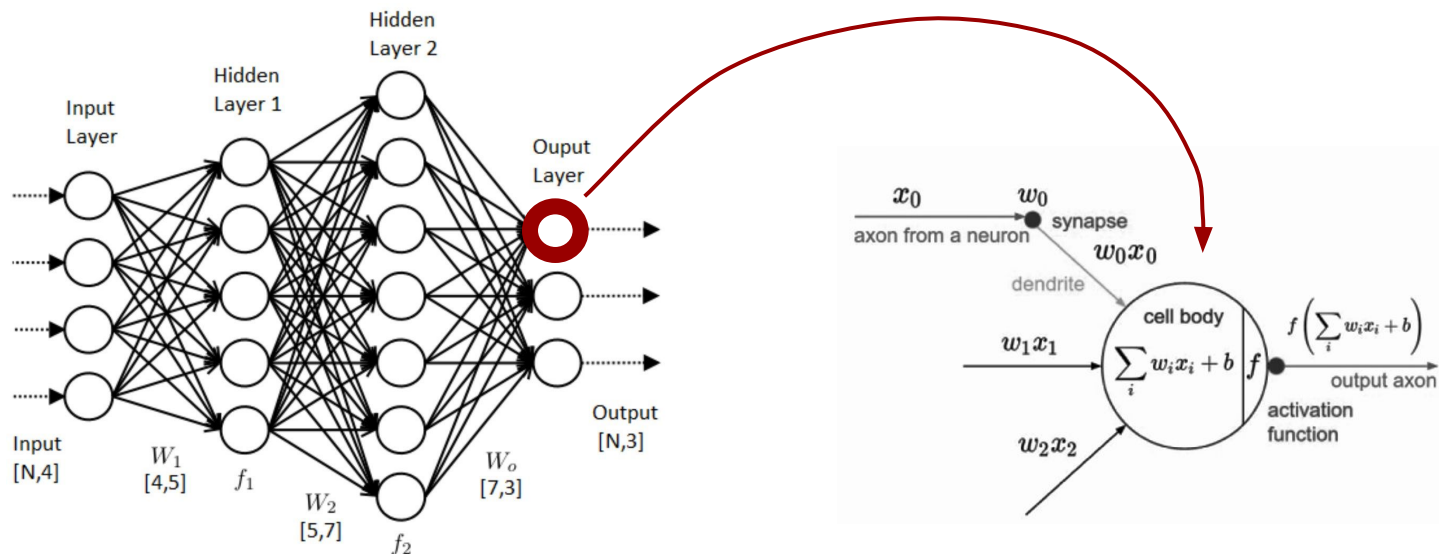 Input
Layer
Hidden
Layer 1
Hidden
Layer 2
Ouput
Layer
Input
[N,4]
W₁
[4,5]
f₁
W₂
[5,7]
f₂
Wₒ
[7,3]
Output
[N,3]
x₀
w₀
synapse
axon from a neuron
w₀x₀
dendrite
cell body
w₁x₁
∑ᵢ wᵢxᵢ + b
f
f(∑ᵢ wᵢxᵢ + b)
output axon
activation
function
w₂x₂